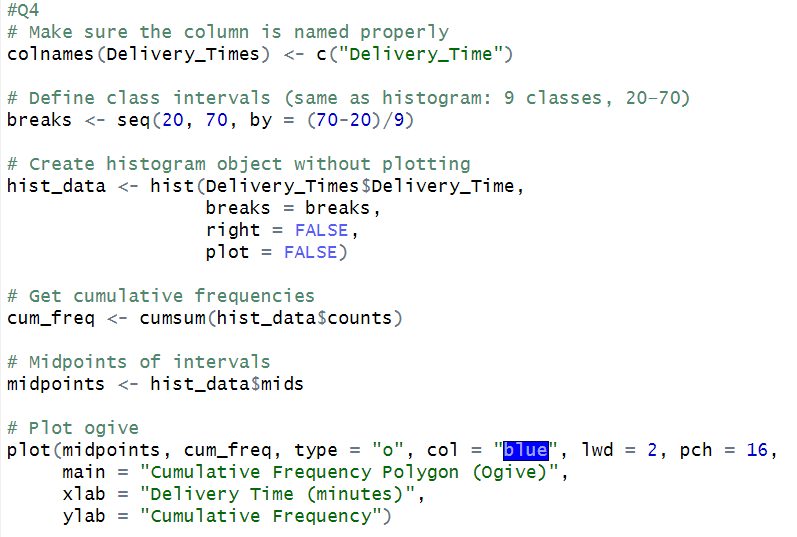 #Q4
# Make sure the column is named properly
colnames(Delivery_Times) <- c("Delivery_Time")
# Define class intervals (same as histogram: 9 classes, 20–70)
breaks <- seq(20, 70, by = (70-20)/9)
# Create histogram object without plotting
hist_data <- hist(Delivery_Times$Delivery_Time,
breaks = breaks,
right = FALSE,
plot = FALSE)
# Get cumulative frequencies
cum_freq <- cumsum(hist_data$counts)
# Midpoints of intervals
midpoints <- hist_data$mids
# Plot ogive
plot(midpoints, cum_freq, type = "o", col = "blue", lwd = 2, pch = 16,
main = "Cumulative Frequency Polygon (Ogive)",
xlab = "Delivery Time (minutes)",
ylab = "Cumulative Frequency")